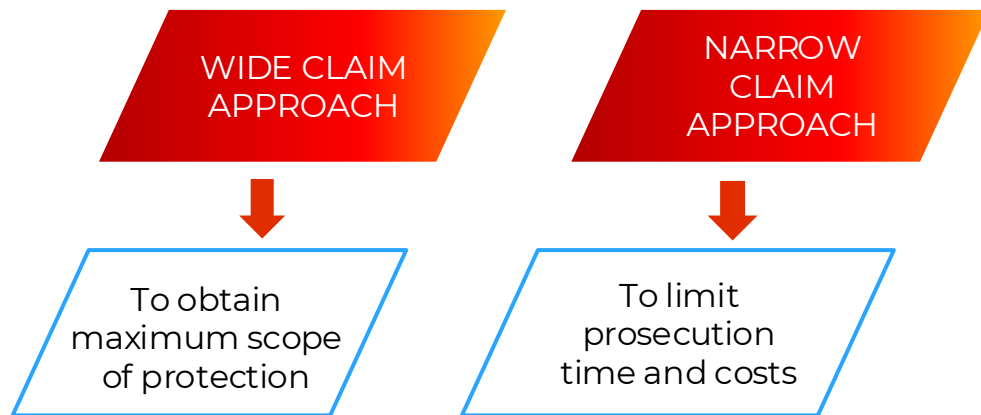 WIDE CLAIM
APPROACH
NARROW
CLAIM
APPROACH
To obtain
maximum scope
of protection
To limit
prosecution
time and costs